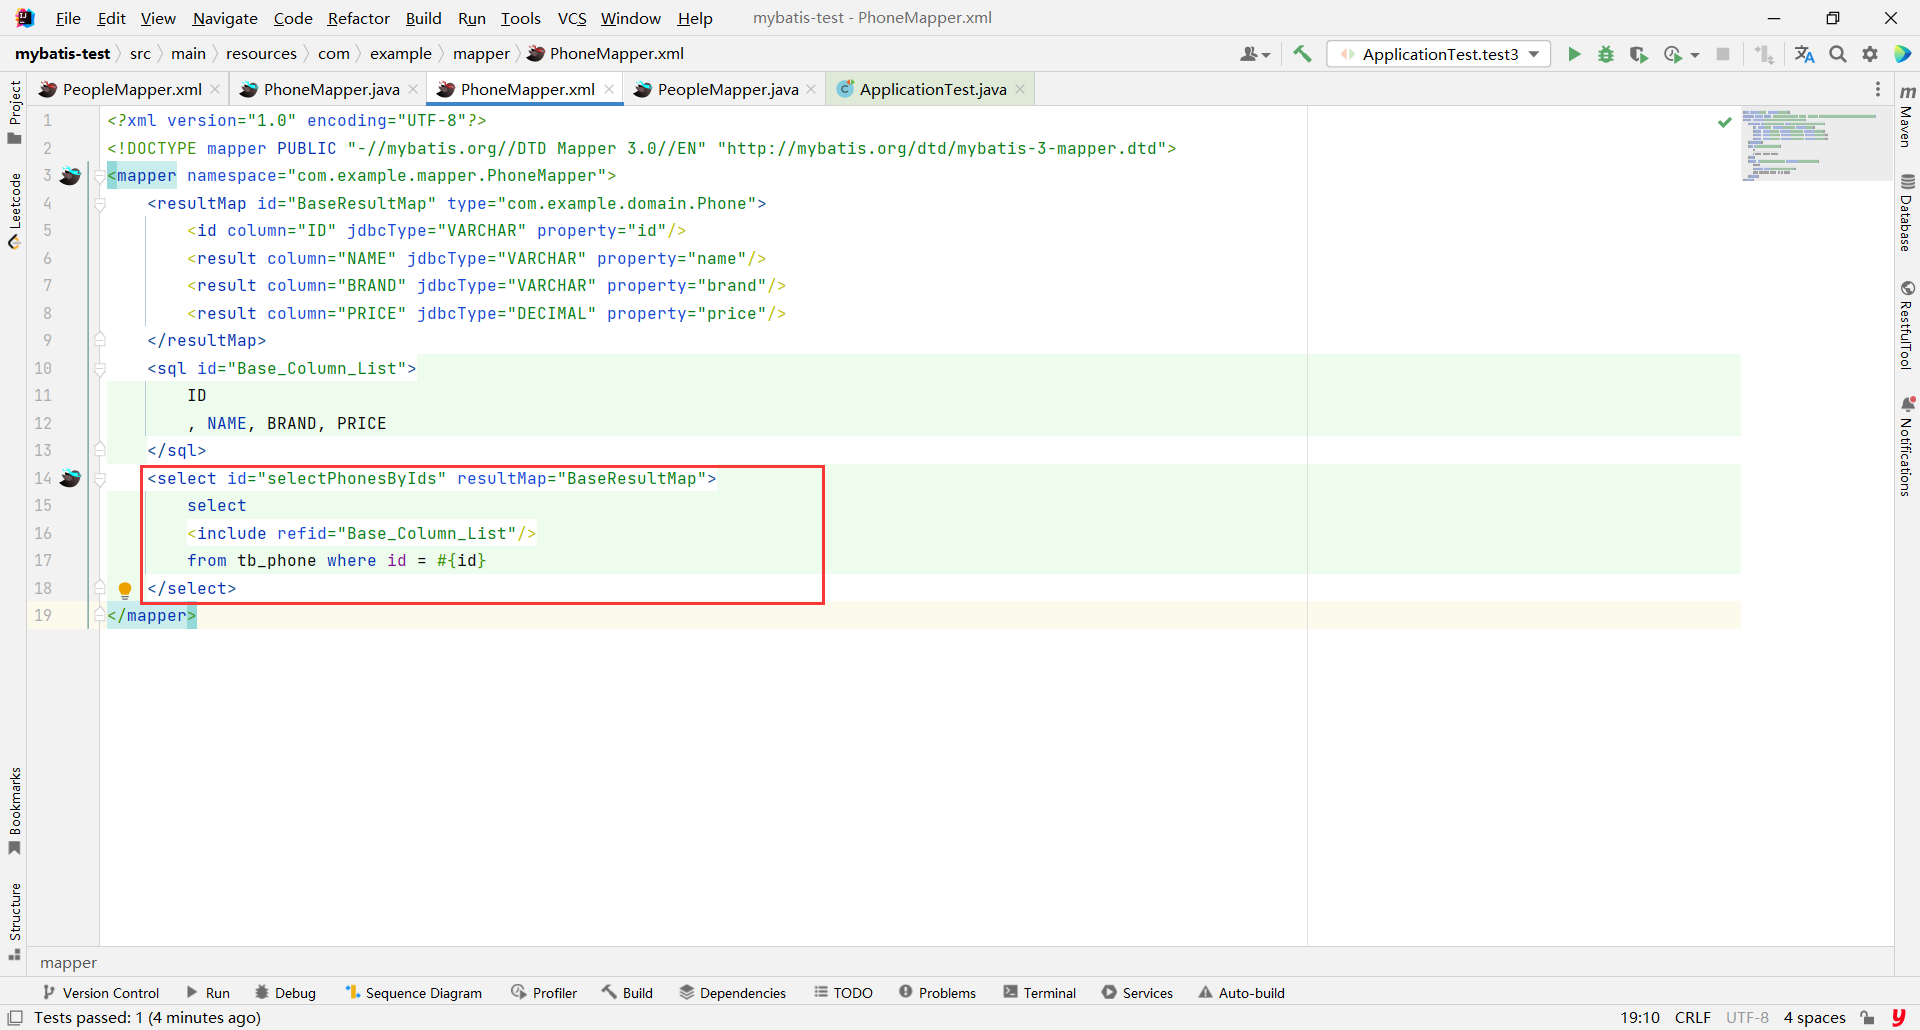 File Edit View Navigate Code Refactor Build Run Tools VCS Window Help mybatis-test - PhoneMapper.xml
mybatis-test src main resources com example mapper PhoneMapper.xml ApplicationTest.test3
PeopleMapper.xml PhoneMapper.java PhoneMapper.xml PeopleMapper.java ApplicationTest.java
Project
Leetcode
Bookmarks
Structure
1 <?xml version="1.0" encoding="UTF-8"?>
2 <!DOCTYPE mapper PUBLIC "-//mybatis.org//DTD Mapper 3.0//EN" "http://mybatis.org/dtd/mybatis-3-mapper.dtd">
3 <mapper namespace="com.example.mapper.PhoneMapper">
4 <resultMap id="BaseResultMap" type="com.example.domain.Phone">
5 <id column="ID" jdbcType="VARCHAR" property="id"/>
6 <result column="NAME" jdbcType="VARCHAR" property="name"/>
7 <result column="BRAND" jdbcType="VARCHAR" property="brand"/>
8 <result column="PRICE" jdbcType="DECIMAL" property="price"/>
9 </resultMap>
10 <sql id="Base_Column_List">
11 ID
12 , NAME, BRAND, PRICE
13 </sql>
14 <select id="selectPhonesByIds" resultMap="BaseResultMap">
15 select
16 <include refid="Base_Column_List"/>
17 from tb_phone where id = #{id}
18 </select>
19 </mapper>
m Maven
Database
RestfulTool
Notifications
mapper
Version Control Run Debug Sequence Diagram Profiler Build Dependencies TODO Problems Terminal Services Auto-build
Tests passed: 1 (4 minutes ago) 19:10 CRLF UTF-8 4 spaces